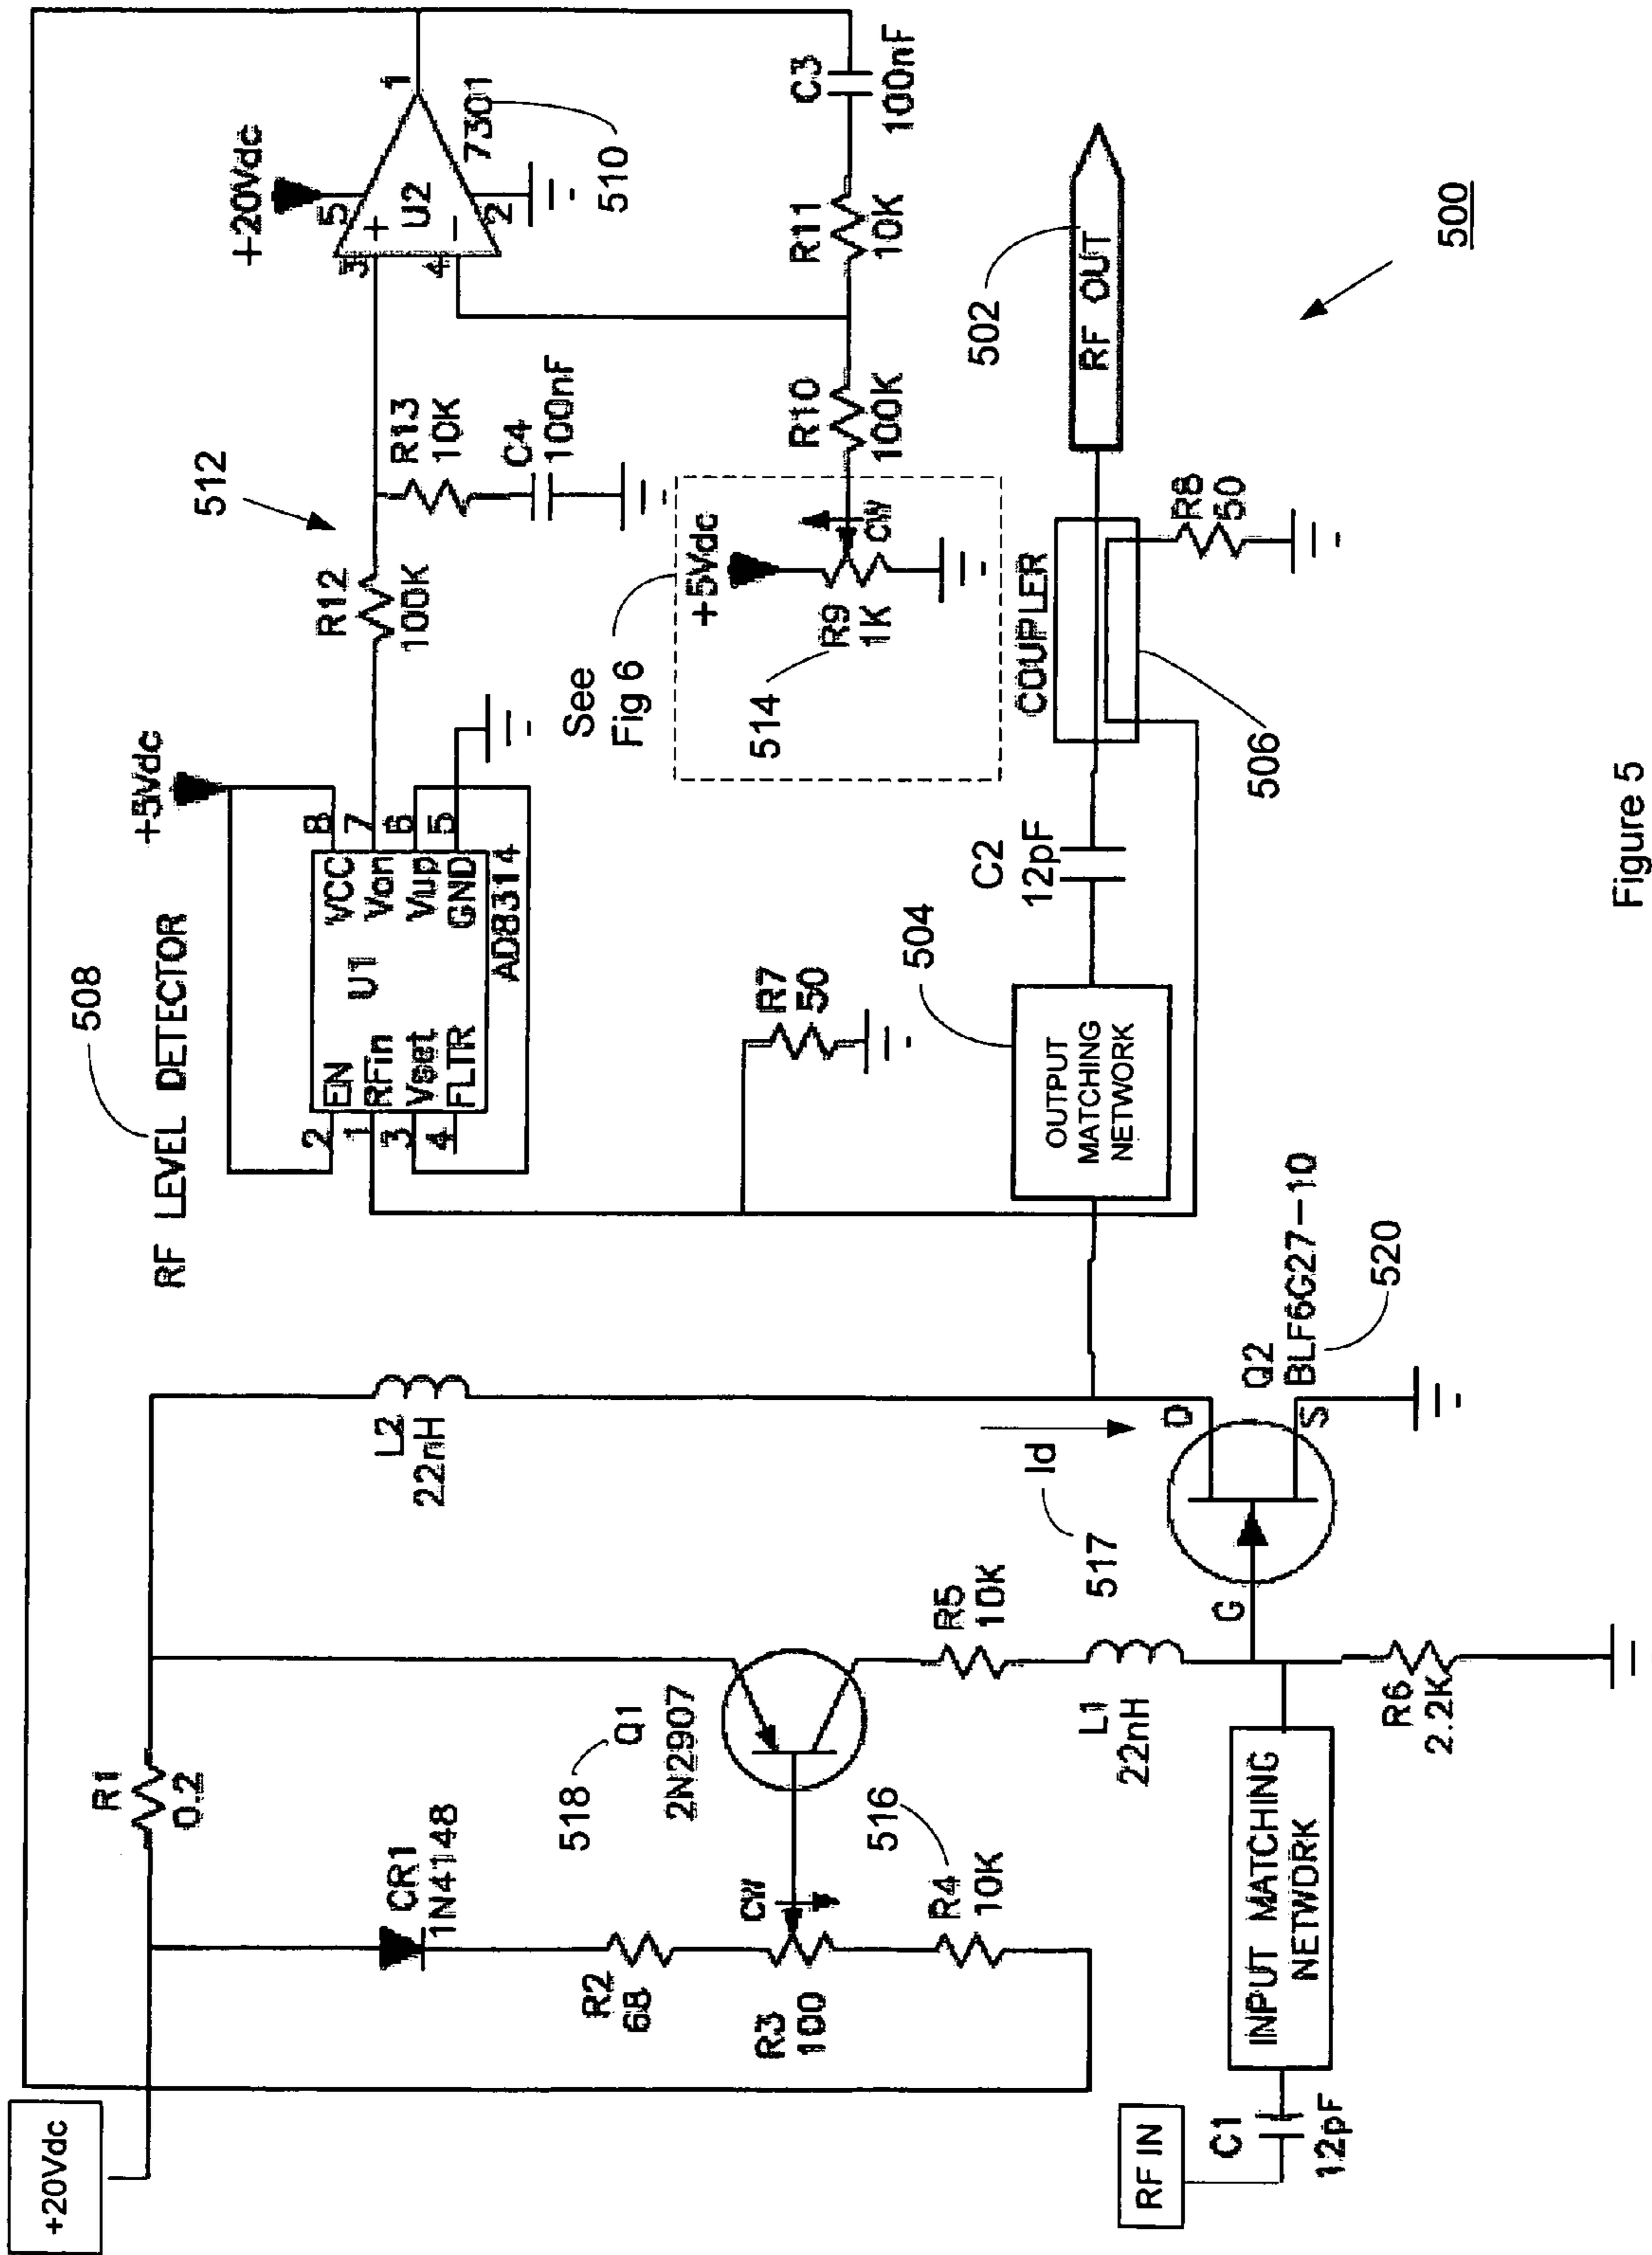 +20Vdc
R1
0.2
CR1
1N4148
R2
68
R3
100
CW
R4
10K
516
518
Q1
2N2907
R5
10K
L1
22nH
R6
2.2K
RF IN
C1
12pF
INPUT MATCHING
NETWORK
L2
22nH
Id
517
G
D
S
Q2
BLF6G27-10
520
508
RF LEVEL DETECTOR
+5Vdc
2
1
3
4
EN
RFin
Vset
FLTR
U1
VCC
Van
Vup
GND
8
7
6
5
AD8314
R7
50
504
OUTPUT
MATCHING
NETWORK
C2
12pF
COUPLER
506
R8
50
502
RF OUT
R12
100K
512
R13
10K
C4
100nF
See
Fig 6
+5Vdc
514
R9
1K
CW
R10
100K
R11
10K
C3
100nF
+20Vdc
5
3
+
U2
4
-
2
1
7301
510
500
Figure 5